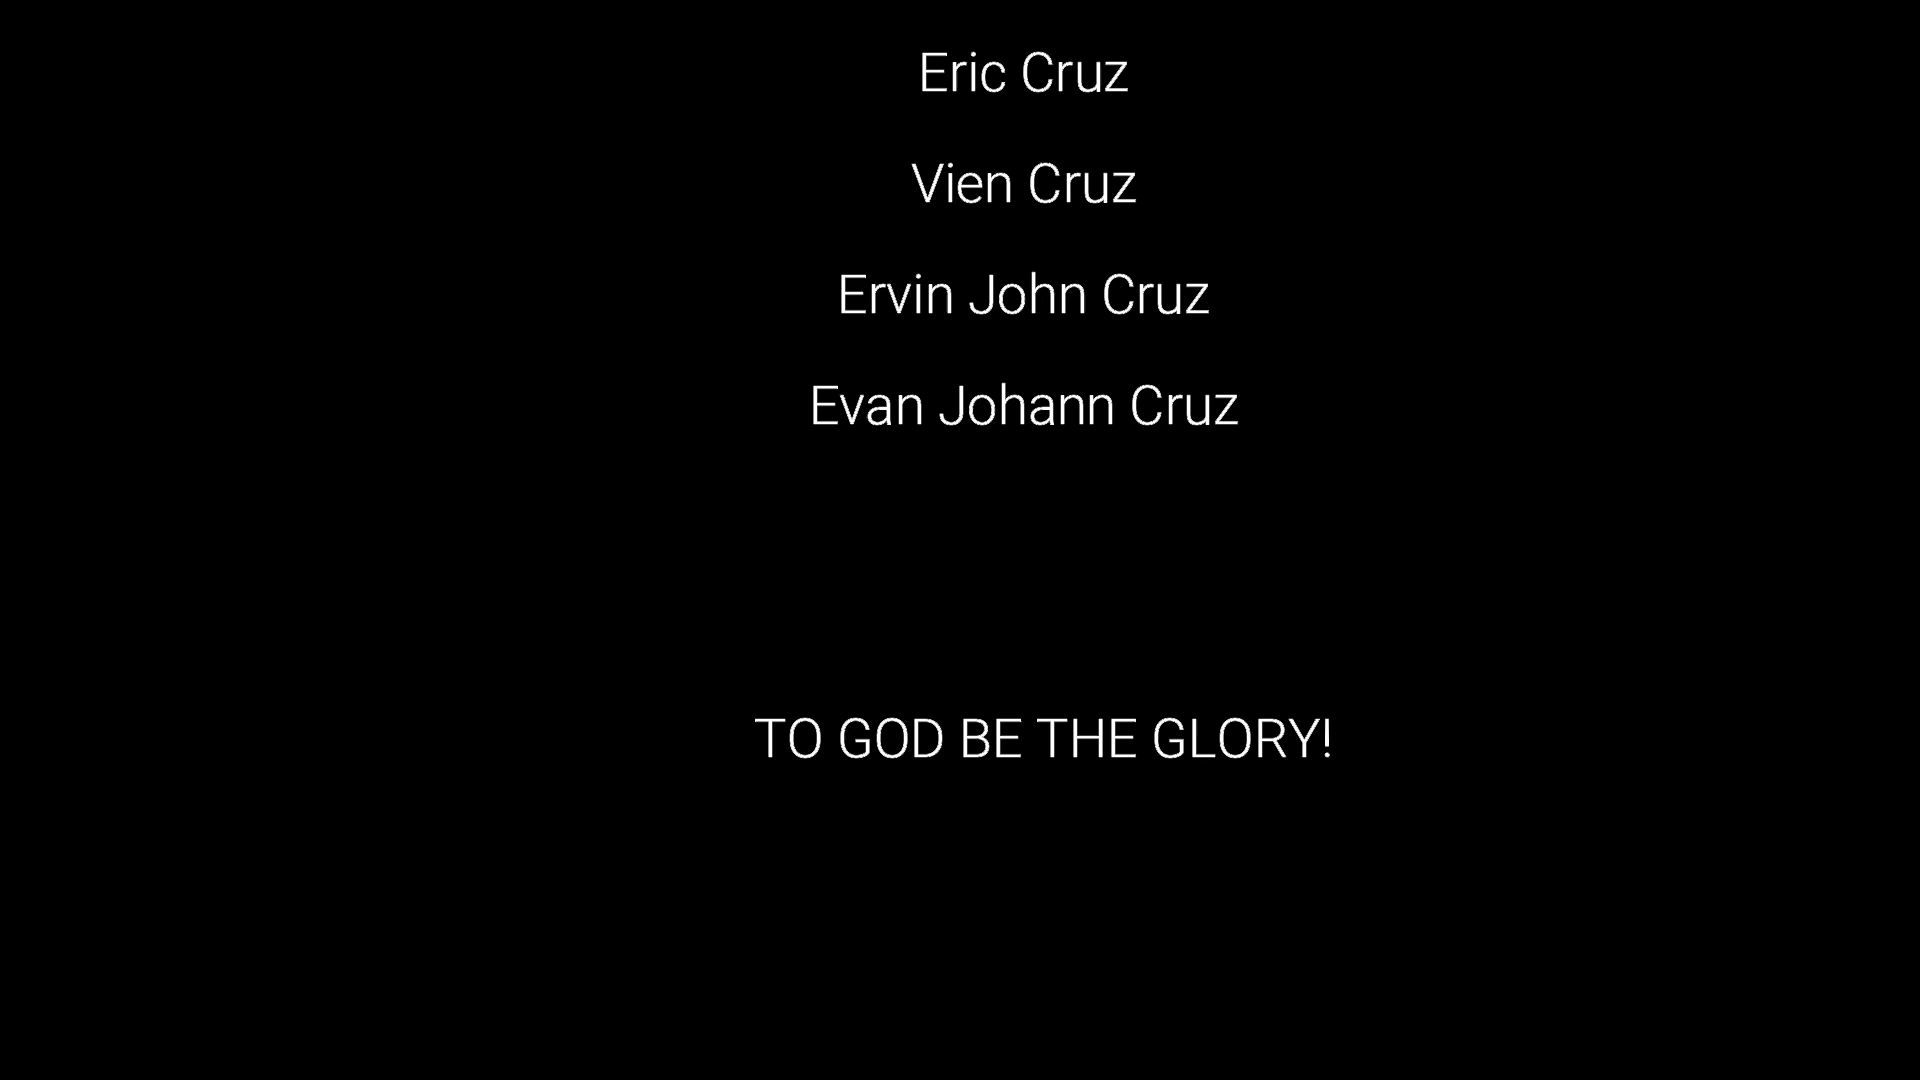 Eric Cruz
Vien Cruz
Ervin John Cruz
Evan Johann Cruz
TO GOD BE THE GLORY!